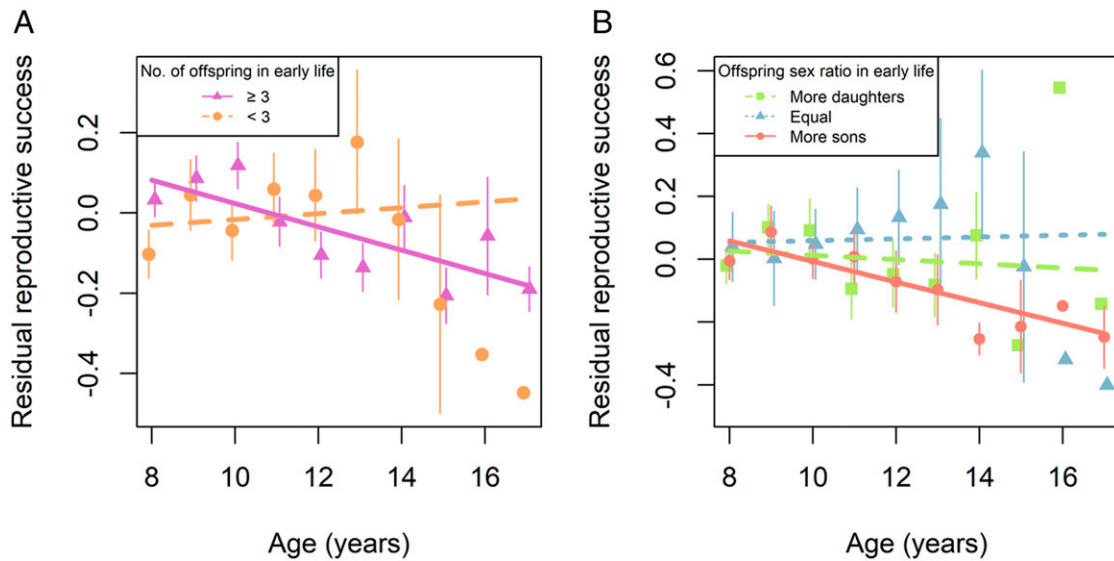 A
Residual reproductive success
0.2
0.0
-0.2
-0.4
No. of offspring in early life
≥ 3
< 3
8
10
12
14
16
Age (years)
B
Residual reproductive success
0.6
0.4
0.2
0.0
-0.4
Offspring sex ratio in early life
More daughters
Equal
More sons
8
10
12
14
16
Age (years)